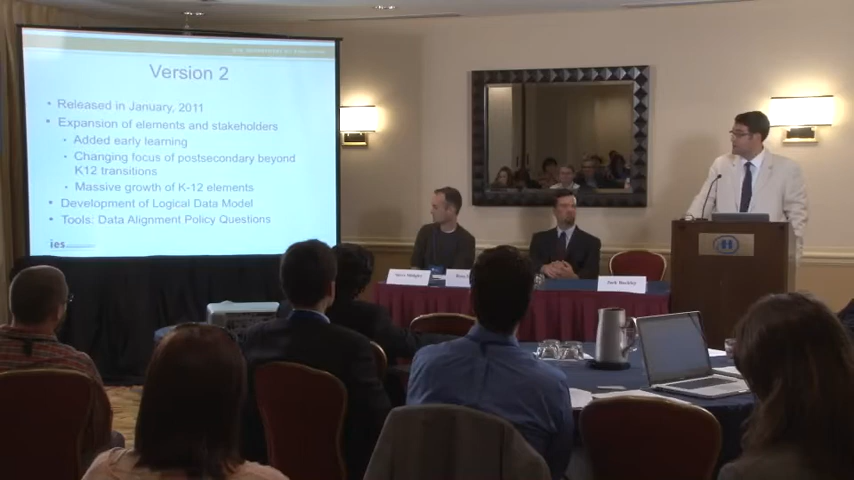 Version 2
• Released in January, 2011
• Expansion of elements and stakeholders
• Added early learning
• Changing focus of postsecondary beyond
K12 transitions
• Massive growth of K-12 elements
• Development of Logical Data Model
• Tools: Data Alignment Policy Questions
ies
H